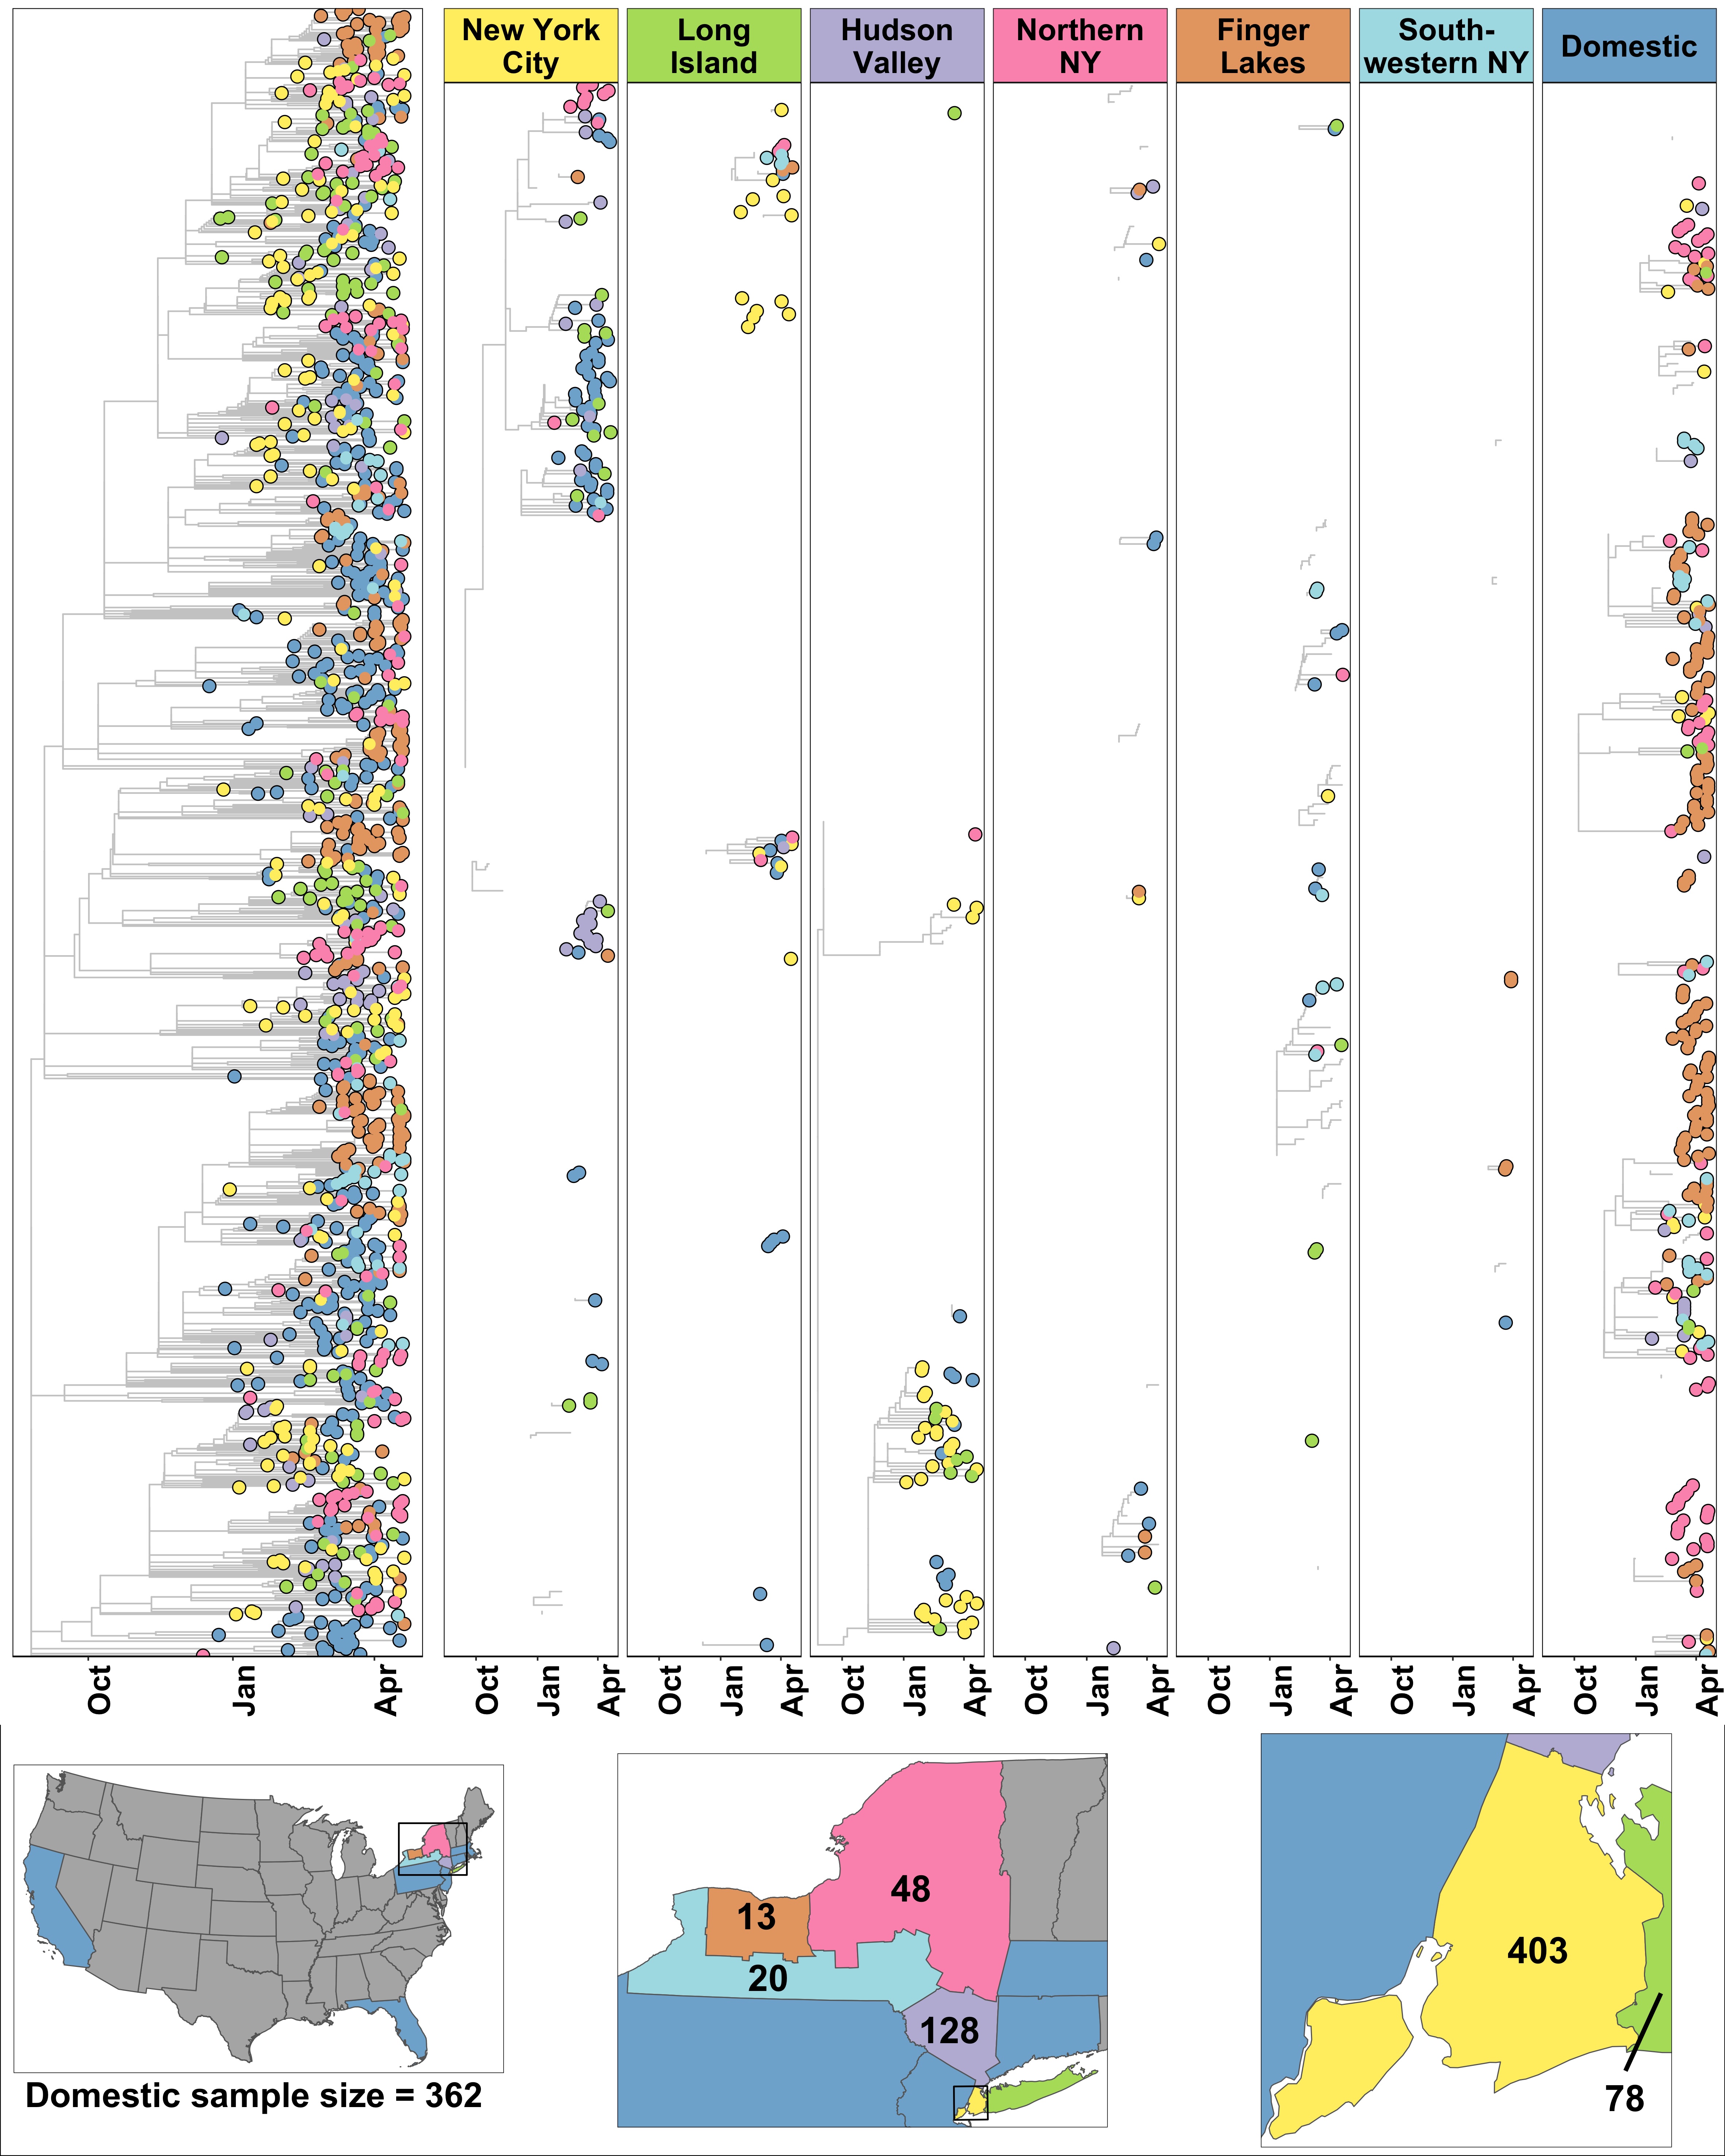 New York
City
Long
Island
Hudson
Valley
Northern
NY
Finger
Lakes
South-
western NY
Domestic
Oct
Jan
Apr
Oct
Jan
Apr
Oct
Jan
Apr
Oct
Jan
Apr
Oct
Jan
Apr
Oct
Jan
Apr
Oct
Jan
Apr
Oct
Jan
Apr
Domestic sample size = 362
48
13
20
128
403
78